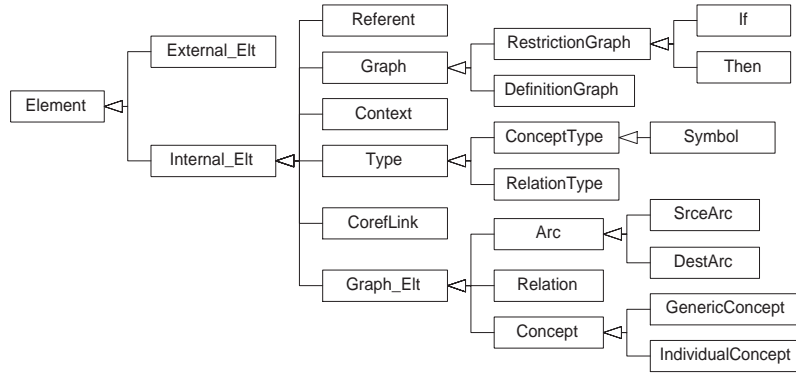 Element
External_Elt
Internal_Elt
Referent
Graph
Context
Type
CorefLink
Graph_Elt
RestrictionGraph
DefinitionGraph
ConceptType
RelationType
Arc
Relation
Concept
If
Then
Symbol
SrceArc
DestArc
GenericConcept
IndividualConcept